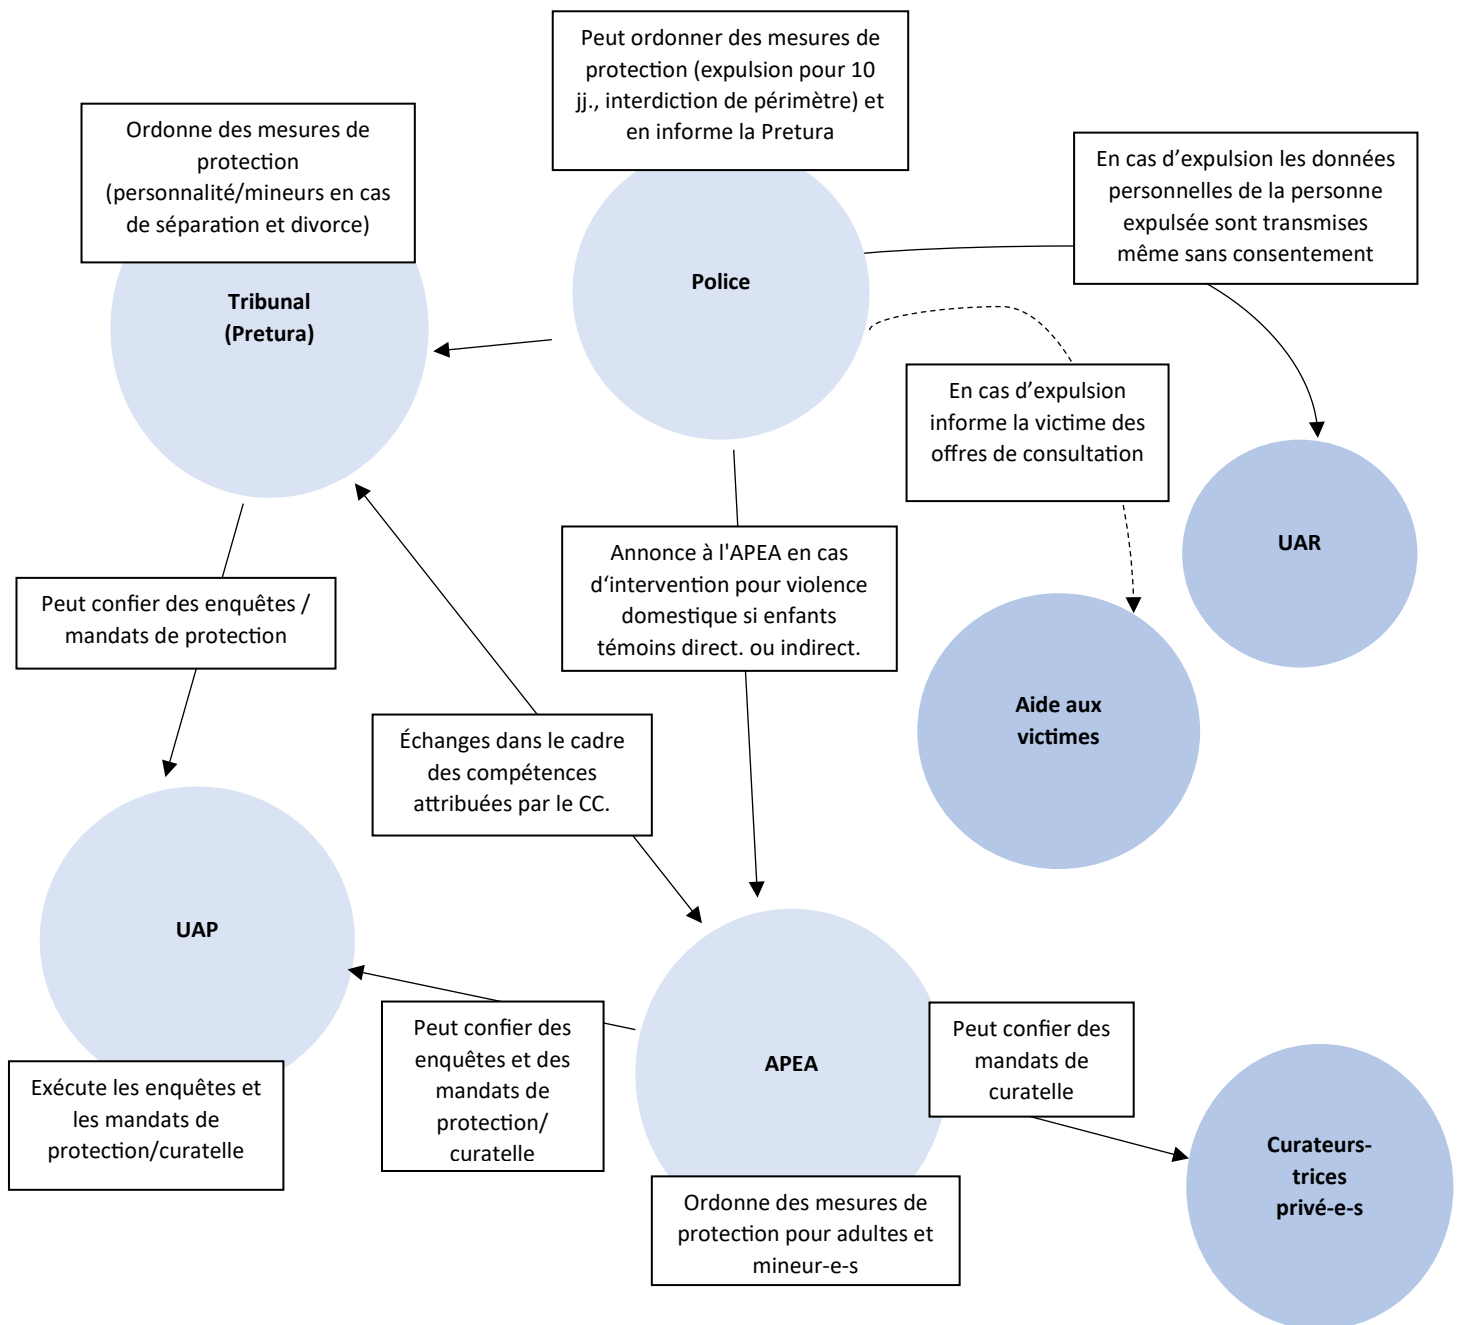 Peut ordonner des mesures de
protection (expulsion pour 10
jj., interdiction de périmètre) et
en informe la Pretura
Ordonne des mesures de
protection
(personnalité/mineurs en cas
de séparation et divorce)
En cas d’expulsion les données
personnelles de la personne
expulsée sont transmises
même sans consentement
Police
Tribunal
(Pretura)
En cas d’expulsion
informe la victime des
offres de consultation
UAR
Annonce à l'APEA en cas
d‘intervention pour violence
domestique si enfants
témoins direct. ou indirect.
Peut confier des enquêtes /
mandats de protection
Aide aux
victimes
Échanges dans le cadre
des compétences
attribuées par le CC.
UAP
Peut confier des
enquêtes et des
mandats de
protection/
curatelle
APEA
Peut confier des
mandats de
curatelle
Exécute les enquêtes et
les mandats de
protection/curatelle
Curateurs-
trices
privé-e-s
Ordonne des mesures de
protection pour adultes et
mineur-e-s